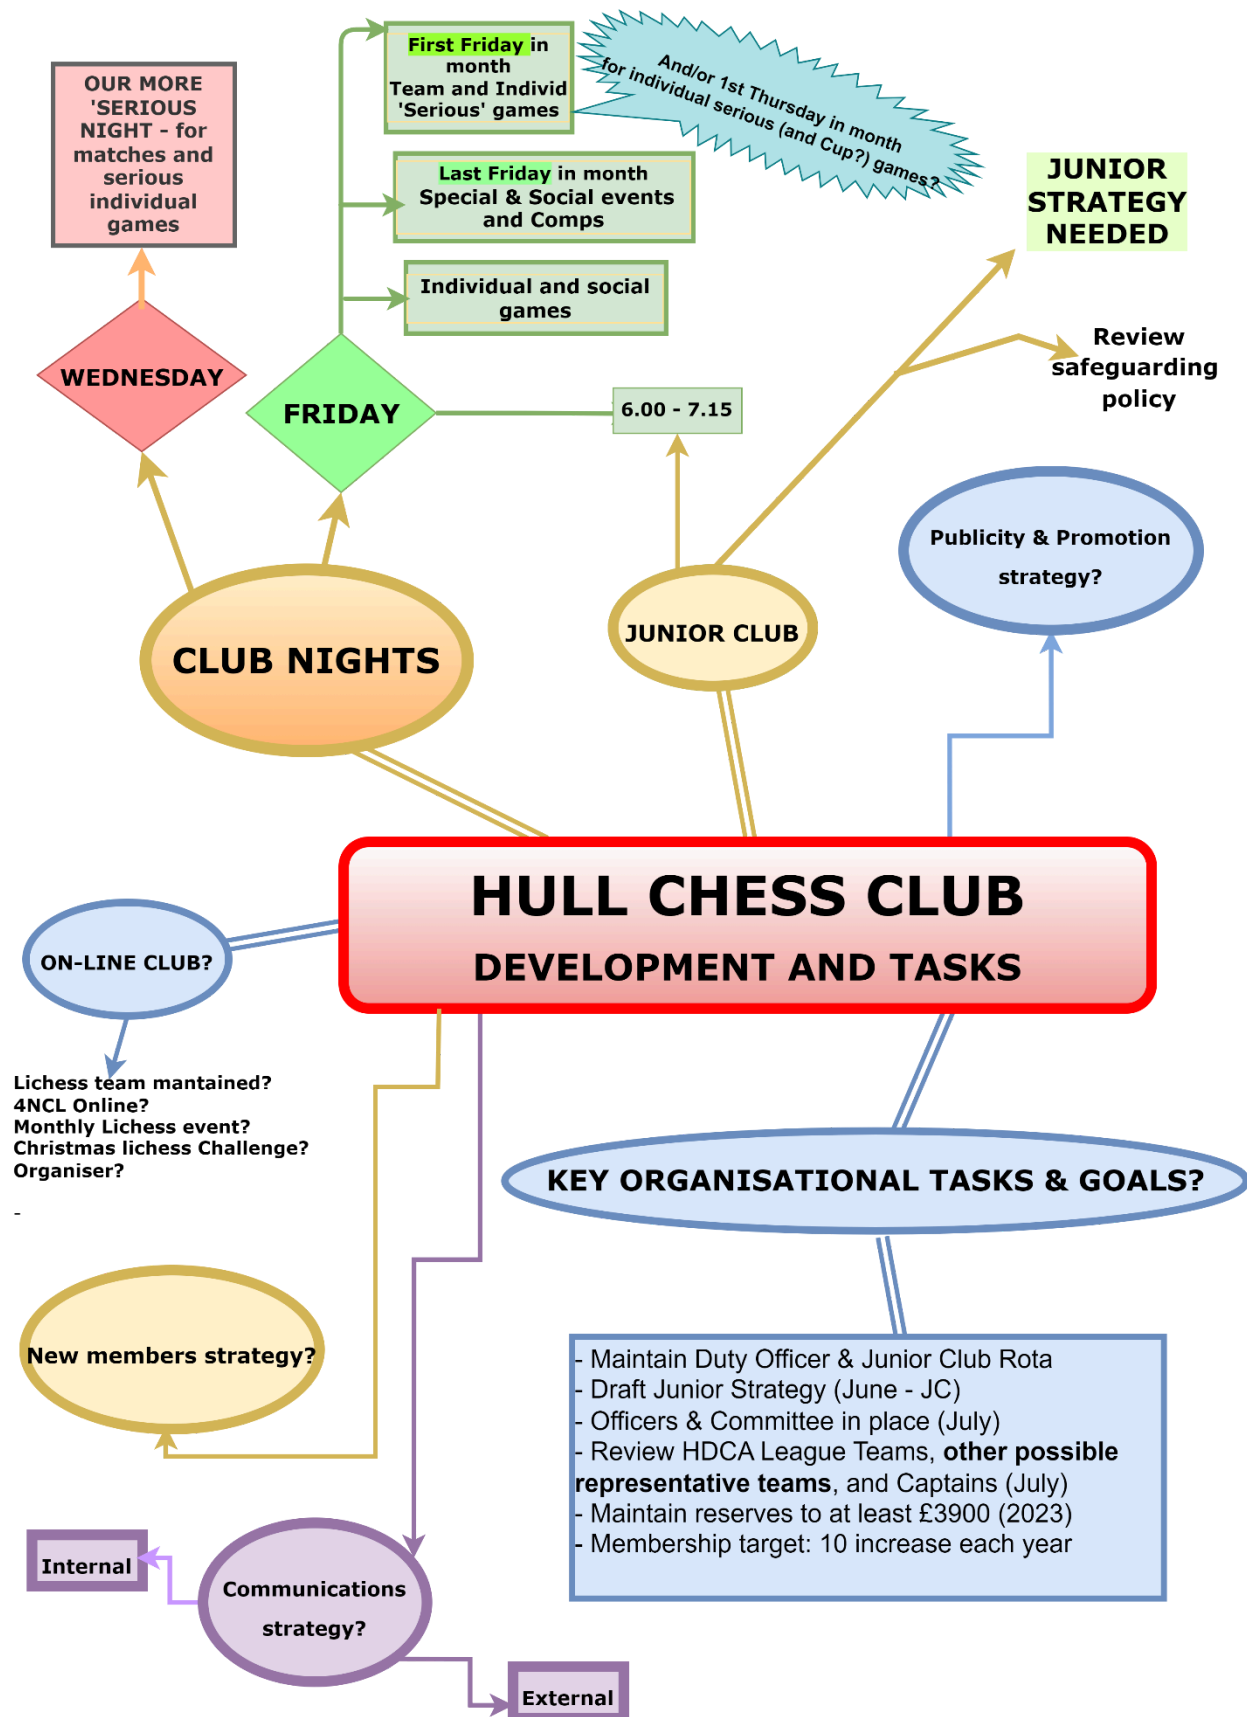 First Friday in
month
Team and Individ
'Serious' games
And/or 1st Thursday in month
for individual serious (and Cup?) games?
OUR MORE
'SERIOUS
NIGHT - for
matches and
serious
individual
games
Last Friday in month
Special & Social events
and Comps
JUNIOR
STRATEGY
NEEDED
Individual and social
games
Review
safeguarding
policy
WEDNESDAY
FRIDAY
6.00 - 7.15
Publicity & Promotion
strategy?
JUNIOR CLUB
CLUB NIGHTS
HULL CHESS CLUB
DEVELOPMENT AND TASKS
ON-LINE CLUB?
Lichess team mantained?
4NCL Online?
Monthly Lichess event?
Christmas lichess Challenge?
Organiser?
-
KEY ORGANISATIONAL TASKS & GOALS?
New members strategy?
- Maintain Duty Officer & Junior Club Rota
- Draft Junior Strategy (June - JC)
- Officers & Committee in place (July)
- Review HDCA League Teams, other possible
representative teams, and Captains (July)
- Maintain reserves to at least £3900 (2023)
- Membership target: 10 increase each year
Internal
Communications
strategy?
External